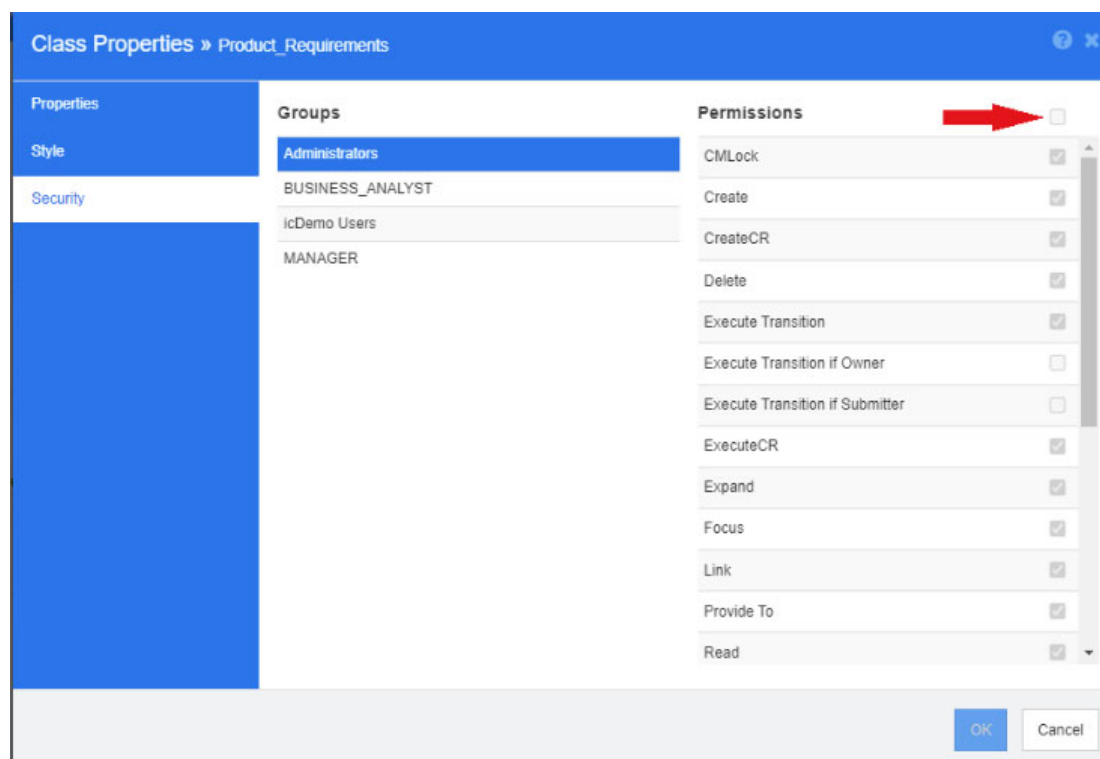 Class Properties » Product_Requirements
Properties
Style
Security
Groups
Administrators
BUSINESS_ANALYST
icDemo Users
MANAGER
Permissions
CMLock
Create
CreateCR
Delete
Execute Transition
Execute Transition if Owner
Execute Transition if Submitter
ExecuteCR
Expand
Focus
Link
Provide To
Read
OK
Cancel